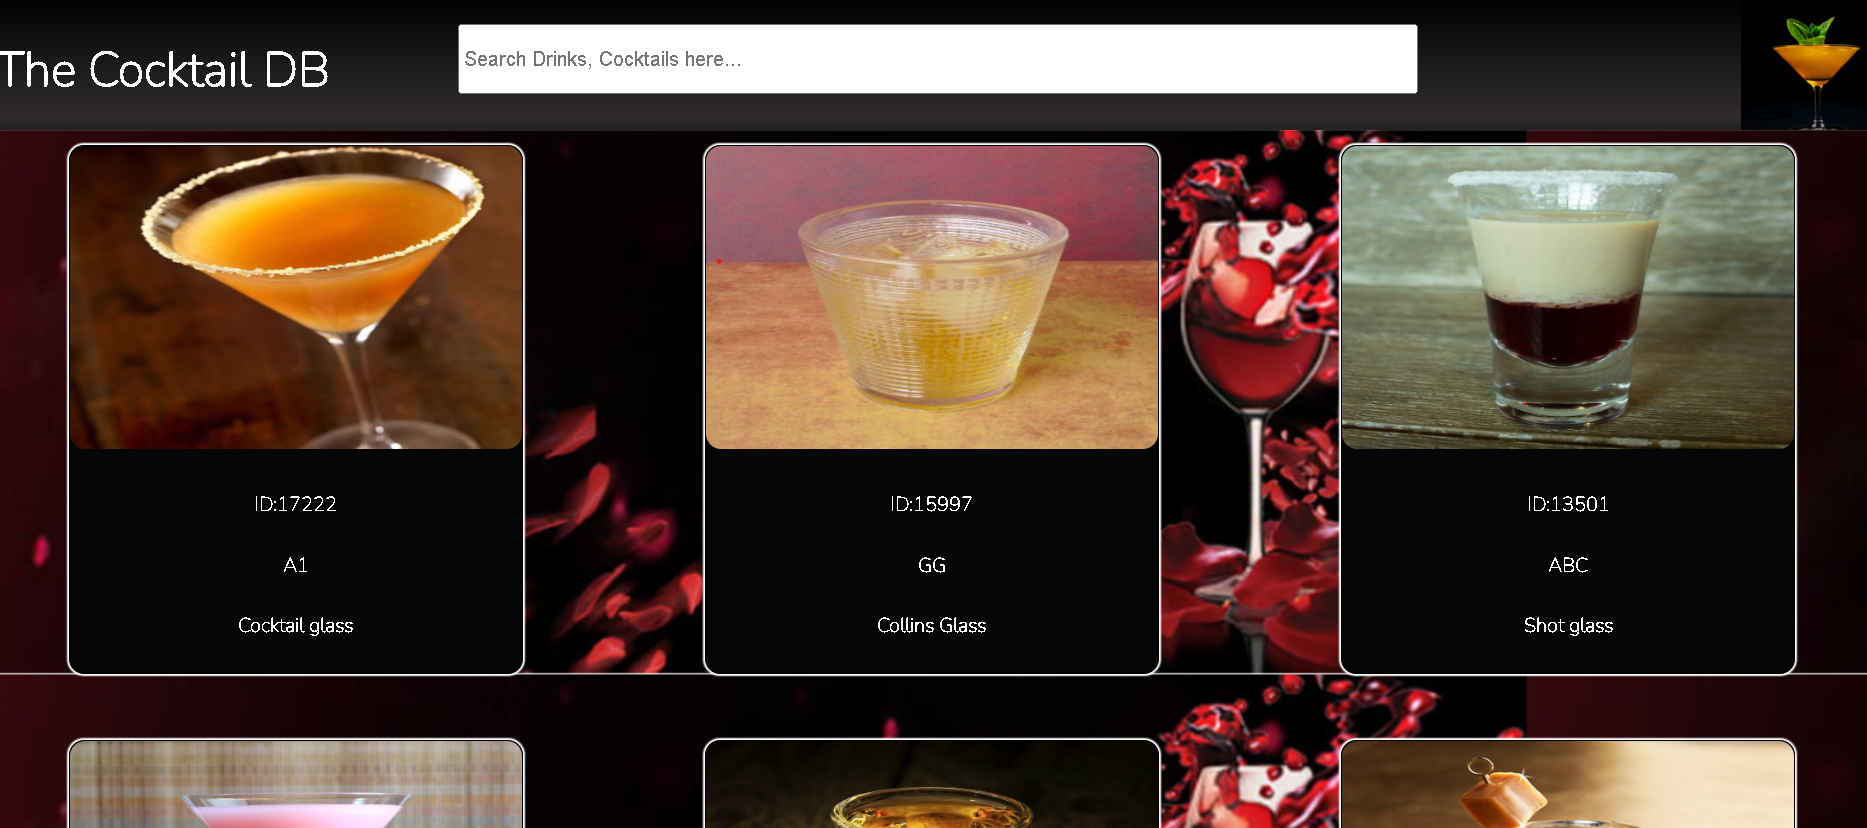 The Cocktail DB
Search Drinks, Cocktails here...
ID:17222
A1
Cocktail glass
ID:15997
GG
Collins Glass
ID:13501
ABC
Shot glass